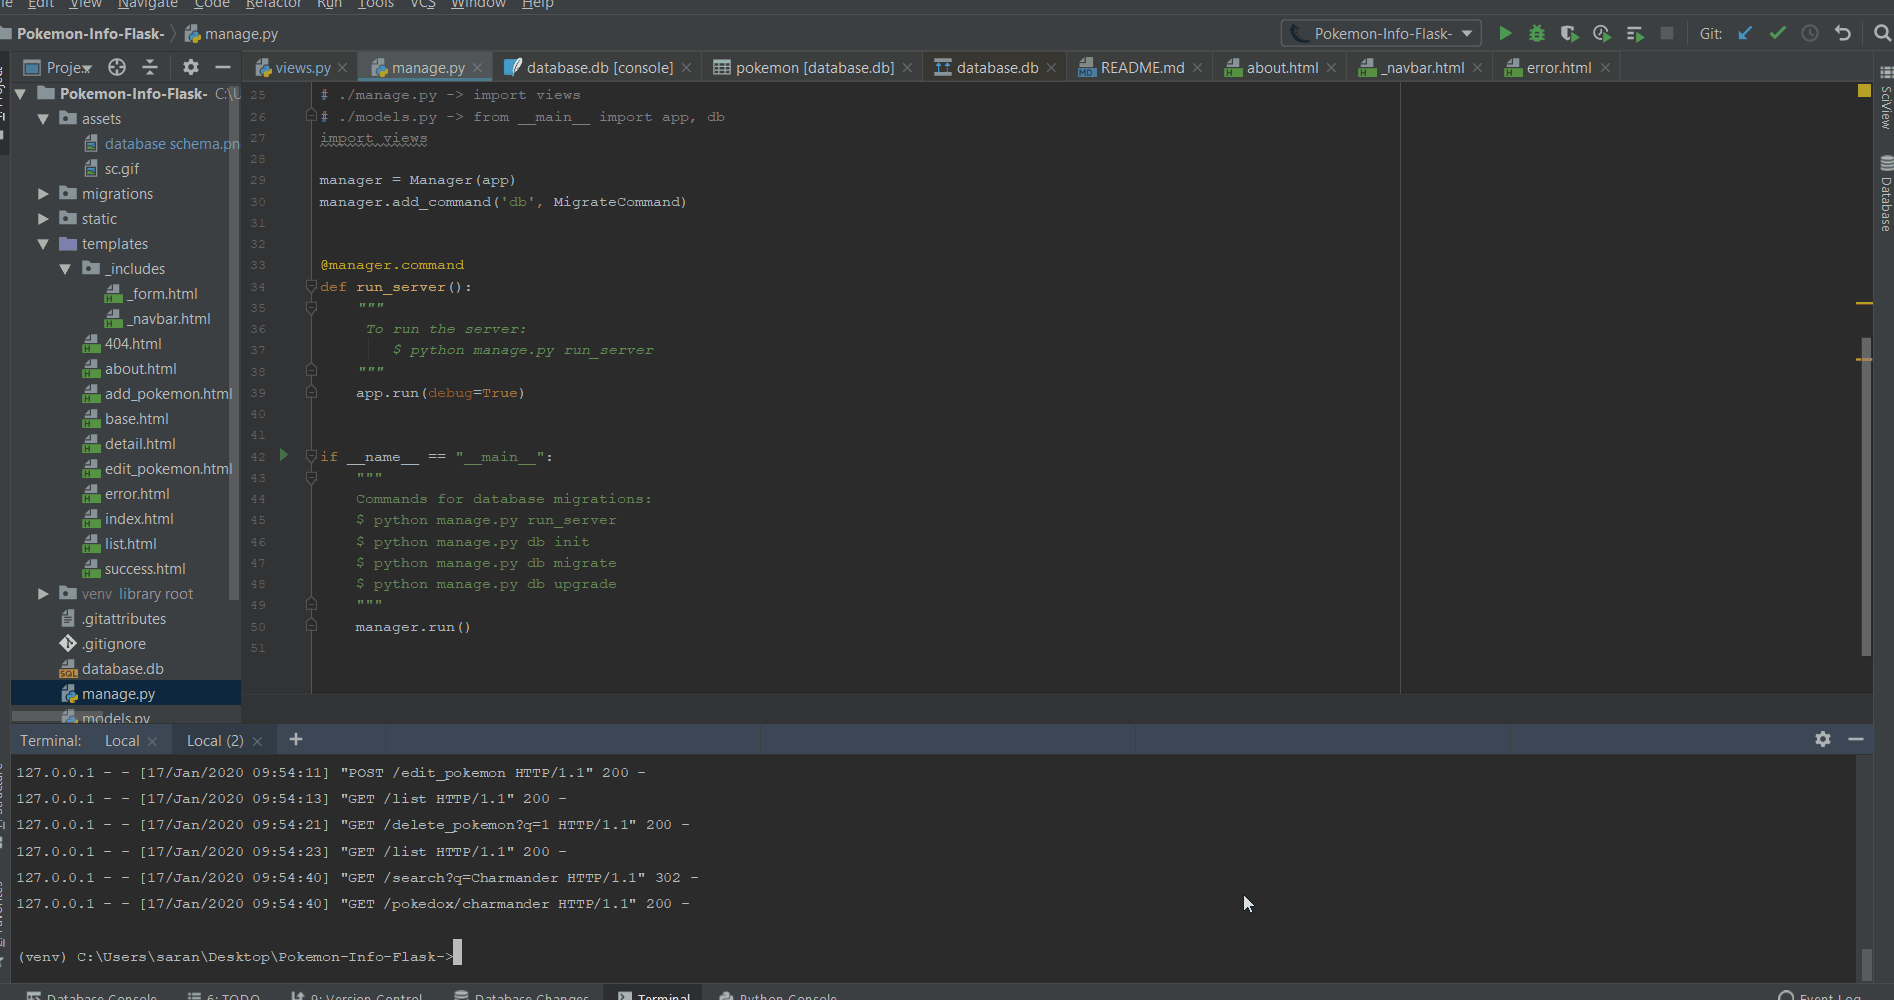 Edit View Navigate Code Refactor Run Tools VCS Window Help
Pokemon-Info-Flask- manage.py Pokemon-Info-Flask- Git:
Proje views.py manage.py database.db [console] pokemon [database.db] database.db README.md about.html _navbar.html error.html
Pokemon-Info-Flask- C:\U
assets
database schema.pn
sc.gif
migrations
static
templates
_includes
_form.html
_navbar.html
404.html
about.html
add_pokemon.html
base.html
detail.html
edit_pokemon.html
error.html
index.html
list.html
success.html
venv library root
.gitattributes
.gitignore
database.db
manage.py
models.py
25 # ./manage.py -> import views
26 # ./models.py -> from __main__ import app, db
27 import views
28
29 manager = Manager(app)
30 manager.add_command('db', MigrateCommand)
31
32
33 @manager.command
34 def run_server():
35 """
36 To run the server:
37 $ python manage.py run_server
38 """
39 app.run(debug=True)
40
41
42 if __name__ == "__main__":
43 """
44 Commands for database migrations:
45 $ python manage.py run_server
46 $ python manage.py db init
47 $ python manage.py db migrate
48 $ python manage.py db upgrade
49 """
50 manager.run()
51
SciView
Database
Terminal: Local Local (2) +
127.0.0.1 - - [17/Jan/2020 09:54:11] "POST /edit_pokemon HTTP/1.1" 200 -
127.0.0.1 - - [17/Jan/2020 09:54:13] "GET /list HTTP/1.1" 200 -
127.0.0.1 - - [17/Jan/2020 09:54:21] "GET /delete_pokemon?q=1 HTTP/1.1" 200 -
127.0.0.1 - - [17/Jan/2020 09:54:23] "GET /list HTTP/1.1" 200 -
127.0.0.1 - - [17/Jan/2020 09:54:40] "GET /search?q=Charmander HTTP/1.1" 302 -
127.0.0.1 - - [17/Jan/2020 09:54:40] "GET /pokedox/charmander HTTP/1.1" 200 -
(venv) C:\Users\saran\Desktop\Pokemon-Info-Flask->
Database Console 6: TODO 9: Version Control Database Changes Terminal Python Console Event Log